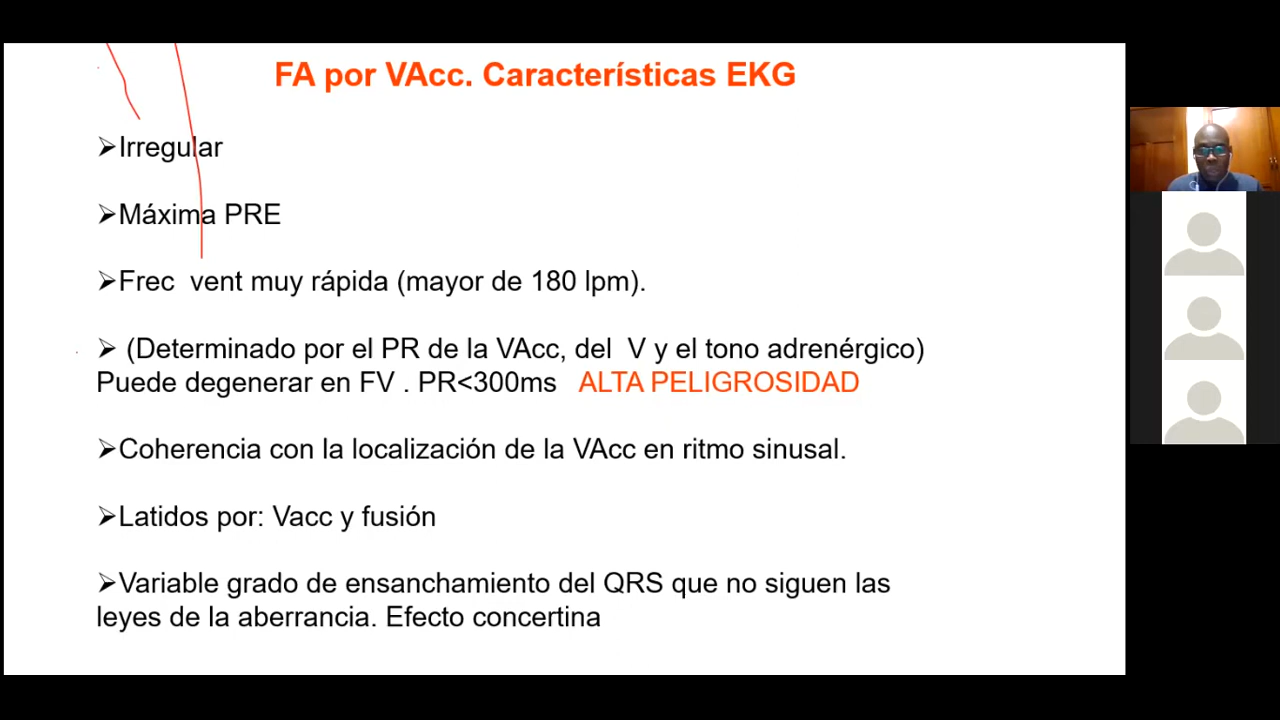 FA por VAcc. Características EKG
➢Irregular
➢Máxima PRE
➢Frec vent muy rápida (mayor de 180 lpm).
➢ (Determinado por el PR de la VAcc, del V y el tono adrenérgico)
Puede degenerar en FV . PR<300ms ALTA PELIGROSIDAD
➢Coherencia con la localización de la VAcc en ritmo sinusal.
➢Latidos por: Vacc y fusión
➢Variable grado de ensanchamiento del QRS que no siguen las
leyes de la aberrancia. Efecto concertina